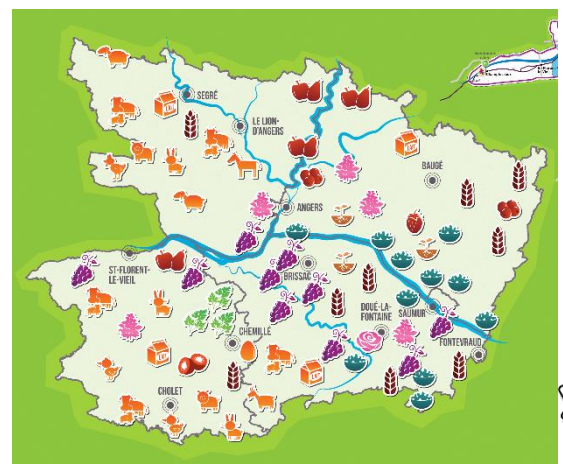 SEGRÉ
LE LION-
D'ANGERS
BAUGÉ
ANGERS
ST-FLORENT-
LE-VIEIL
BRISSAC
DOUÉ-LA-
FONTAINE
SAUMUR
CHEMILLÉ
FONTEVRAUD
CHOLET